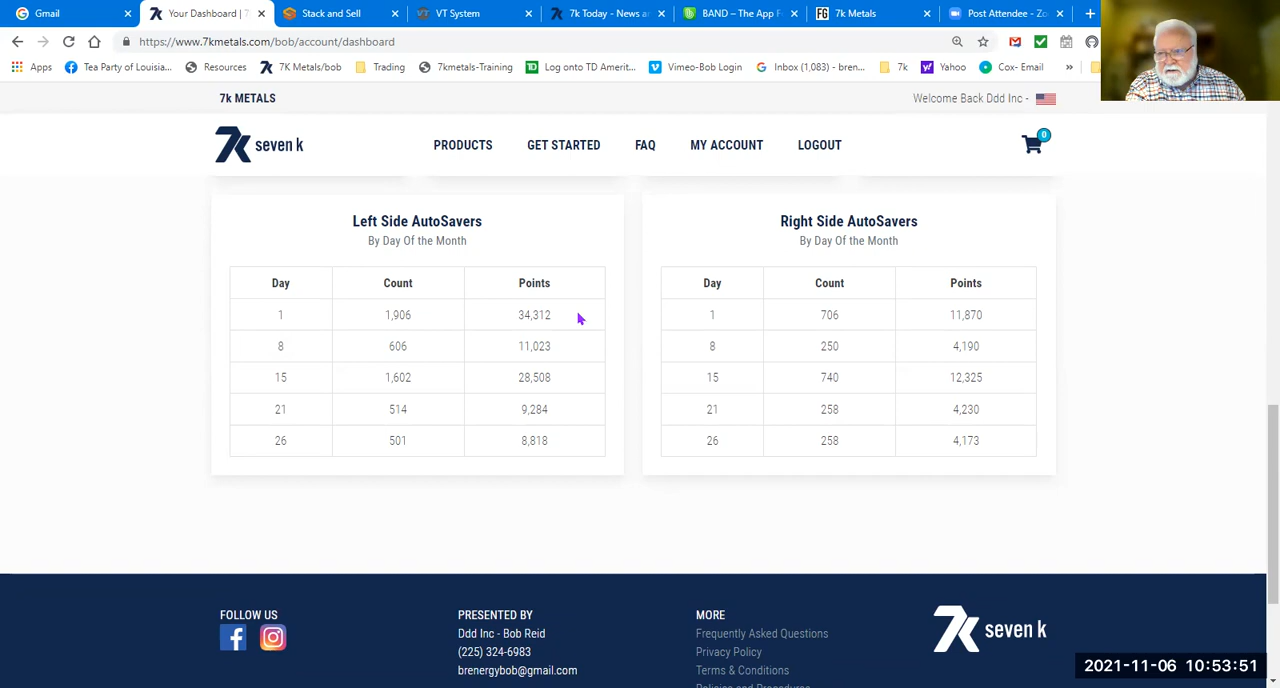 Gmail
Your Dashboard | 7
Stack and Sell
VT System
7k Today - News a
BAND – The App F
FG 7k Metals
Post Attendee - Zo
https://www.7kmetals.com/bob/account/dashboard
Apps
Tea Party of Louisia...
Resources
7K Metals/bob
Trading
7kmetals-Training
Log onto TD Amerit...
Vimeo-Bob Login
Inbox (1,083) - bren...
7k
Yahoo
Cox- Email
»
7K METALS
Welcome Back Ddd Inc -
7k seven k
PRODUCTS
GET STARTED
FAQ
MY ACCOUNT
LOGOUT
0
Left Side AutoSavers
By Day Of the Month
Day Count Points
1 1,906 34,312
8 606 11,023
15 1,602 28,508
21 514 9,284
26 501 8,818
Right Side AutoSavers
By Day Of the Month
Day Count Points
1 706 11,870
8 250 4,190
15 740 12,325
21 258 4,230
26 258 4,173
FOLLOW US
PRESENTED BY
Ddd Inc - Bob Reid
(225) 324-6983
brenergybob@gmail.com
MORE
Frequently Asked Questions
Privacy Policy
Terms & Conditions
Policies and Procedures
7k seven k
2021-11-06 10:53:51